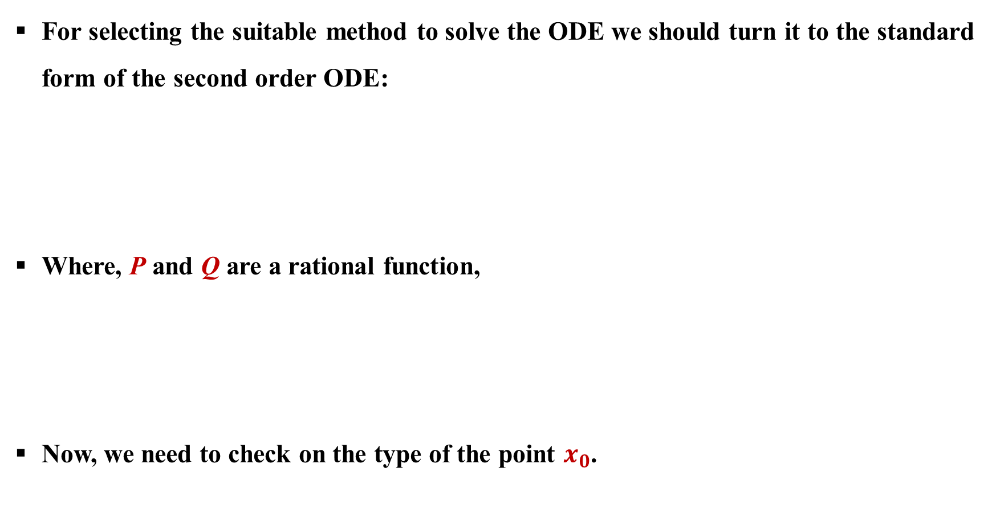 ▪ For selecting the suitable method to solve the ODE we should turn it to the standard
form of the second order ODE:
▪ Where, P and Q are a rational function,
▪ Now, we need to check on the type of the point x₀.